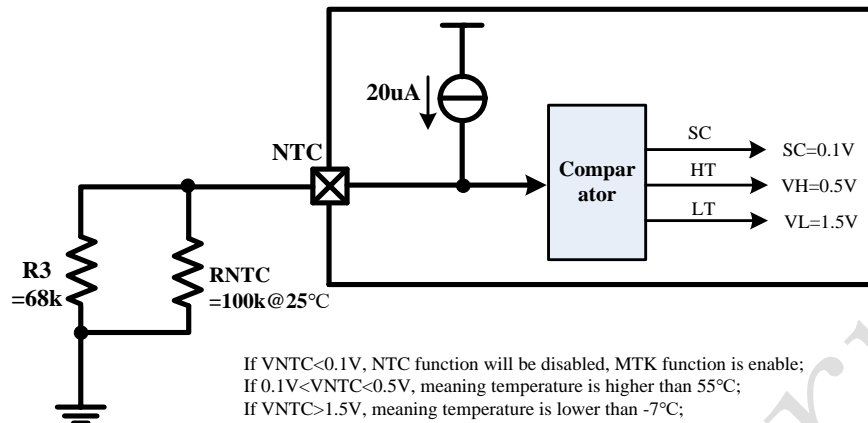 20uA
NTC
SC
SC=0.1V
Compar
ator
HT
VH=0.5V
LT
VL=1.5V
R3
=68k
RNTC
=100k@25℃
If VNTC<0.1V, NTC function will be disabled, MTK function is enable;
If 0.1V<VNTC<0.5V, meaning temperature is higher than 55℃;
If VNTC>1.5V, meaning temperature is lower than -7℃;